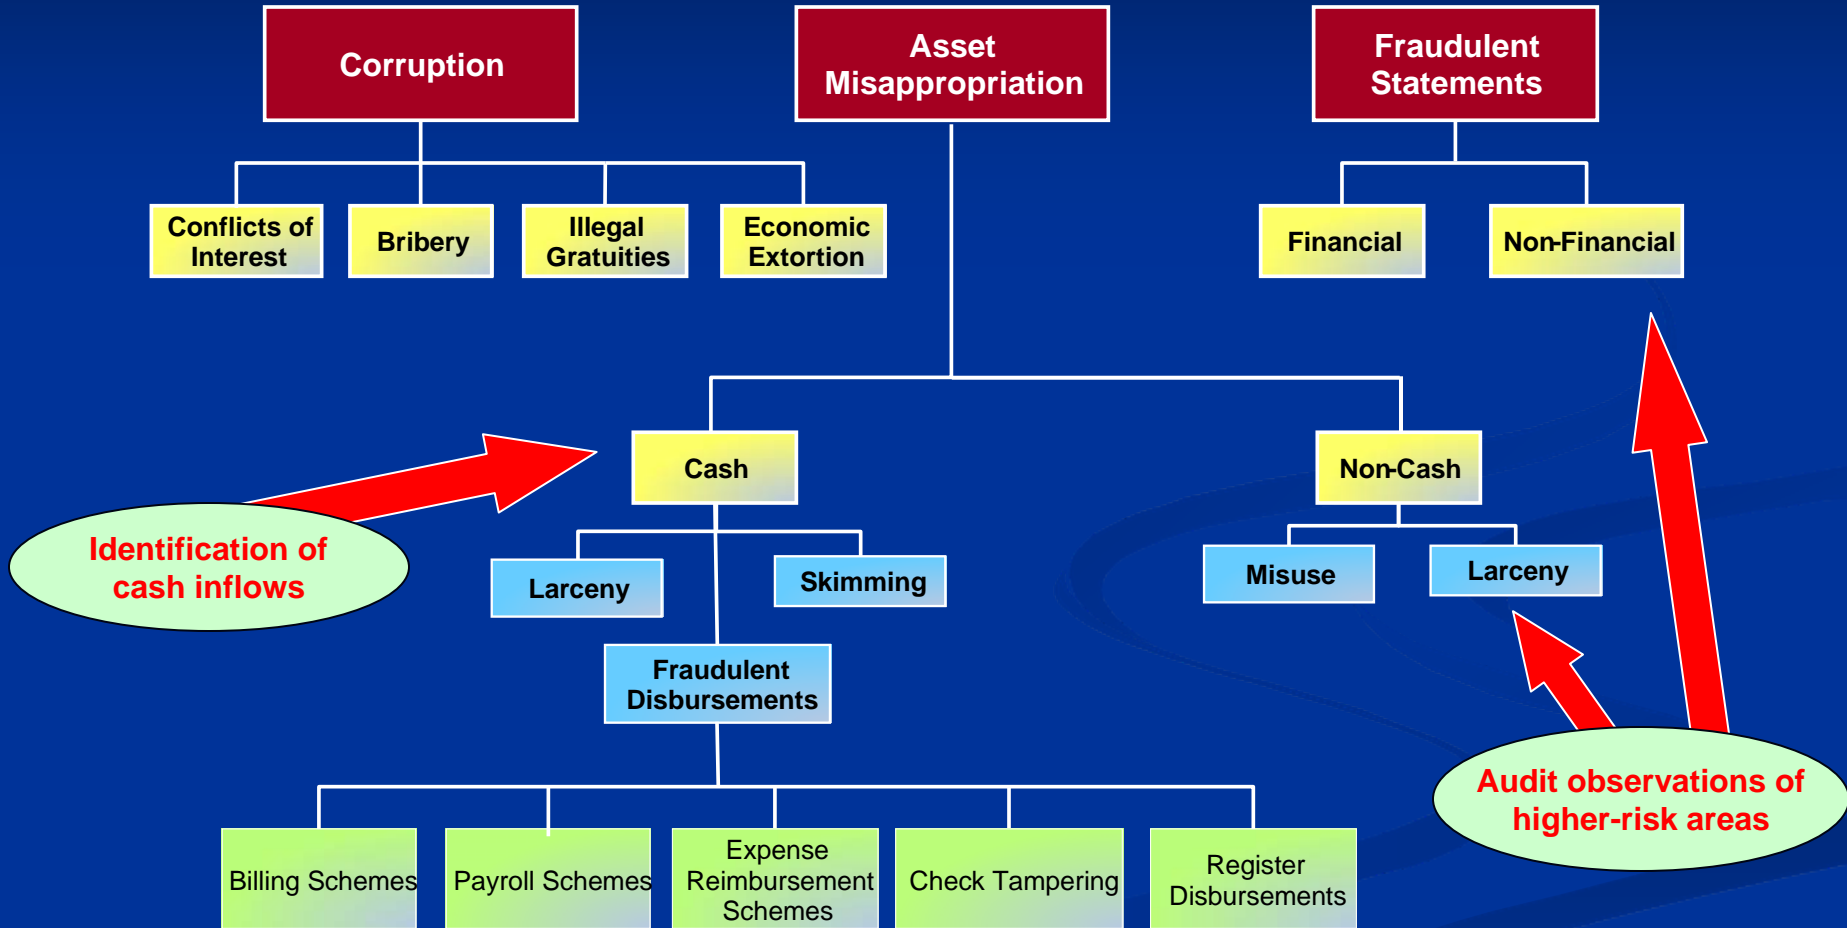 Corruption
Asset
Misappropriation
Fraudulent
Statements
Conflicts of
Interest
Bribery
Illegal
Gratuities
Economic
Extortion
Financial
Non-Financial
Cash
Non-Cash
Identification of
cash inflows
Larceny
Skimming
Misuse
Larceny
Fraudulent
Disbursements
Audit observations of
higher-risk areas
Billing Schemes
Payroll Schemes
Expense
Reimbursement
Schemes
Check Tampering
Register
Disbursements